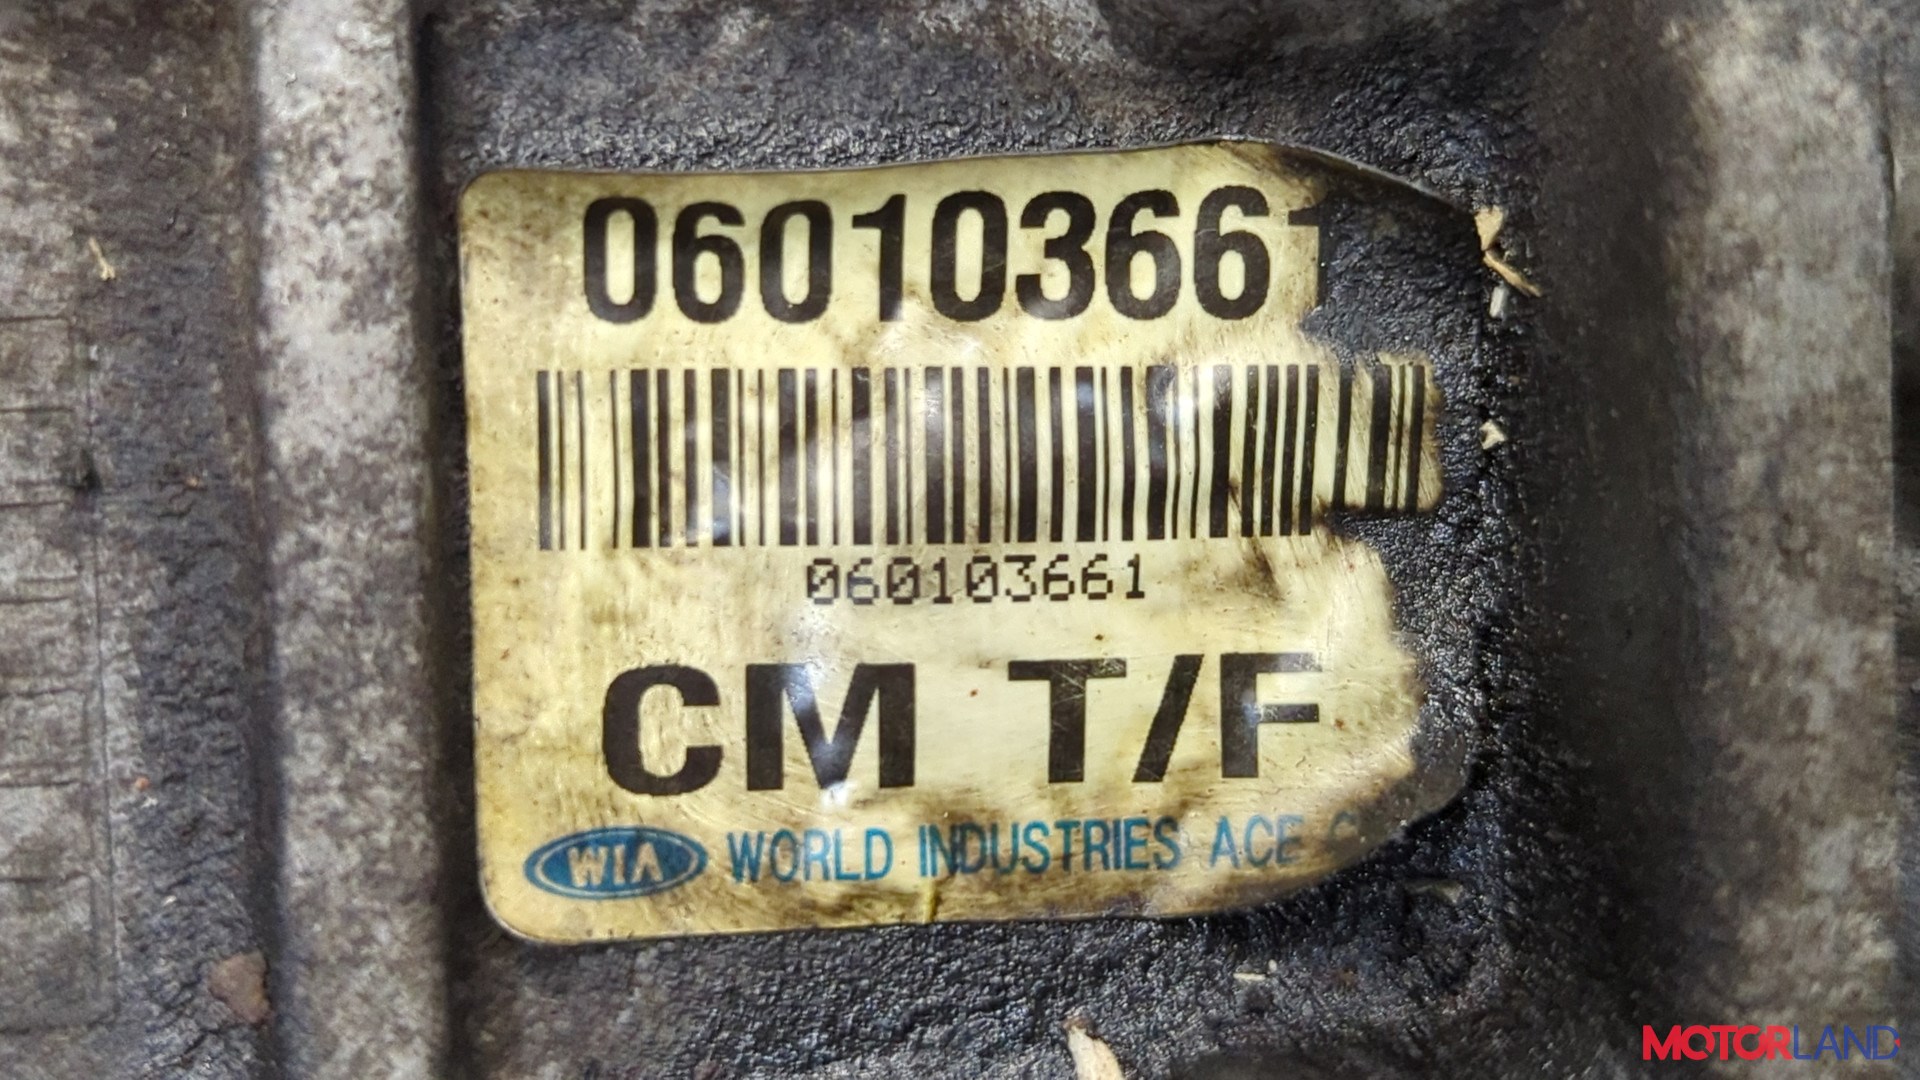 060103661
060103661
CM T/F
WIA WORLD INDUSTRIES ACE
MOTORLAND